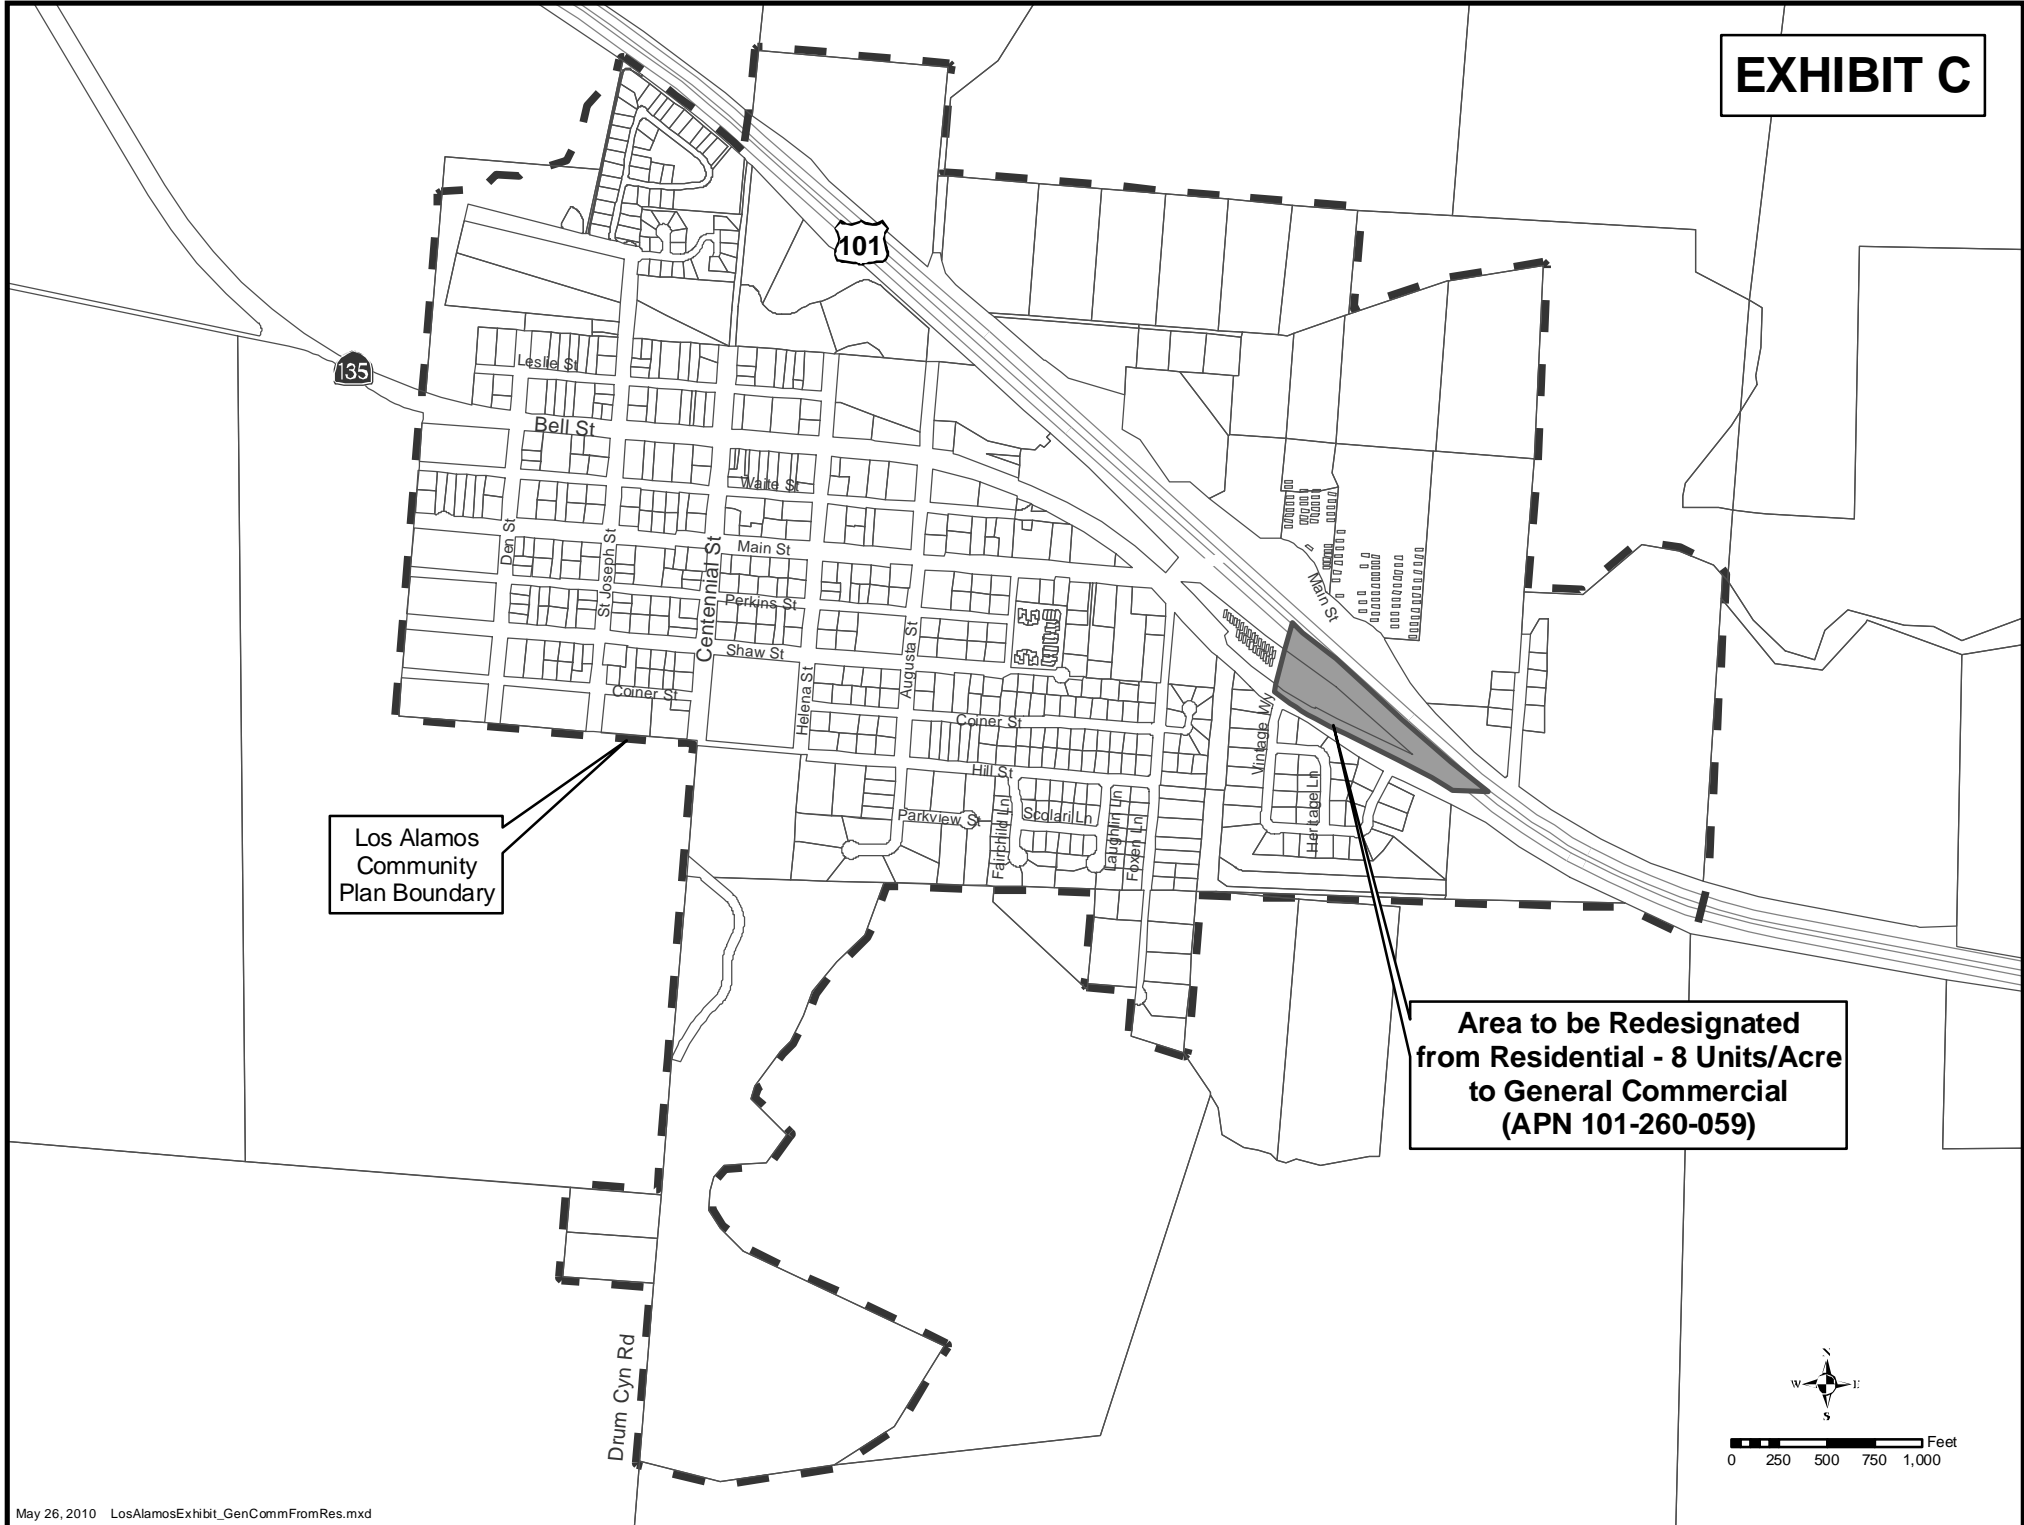 EXHIBIT C
101
135
Leslie St
Bell St
Waite St
Den St
St Joseph St
Centennial St
Main St
Main St
Perkins St
Shaw St
Augusta St
Helena St
Coiner St
Coiner St
Vintage W
Hill St
Heritage Ln
Parkview St
Fairchild Ln
Scolari Ln
Laughlin Ln
Foxen Ln
Los Alamos
Community
Plan Boundary
Area to be Redesignated
from Residential - 8 Units/Acre
to General Commercial
(APN 101-260-059)
Drum Cyn Rd
N
W E
S
Feet
0 250 500 750 1,000
May 26, 2010 LosAlamosExhibit_GenCommFromRes.mxd